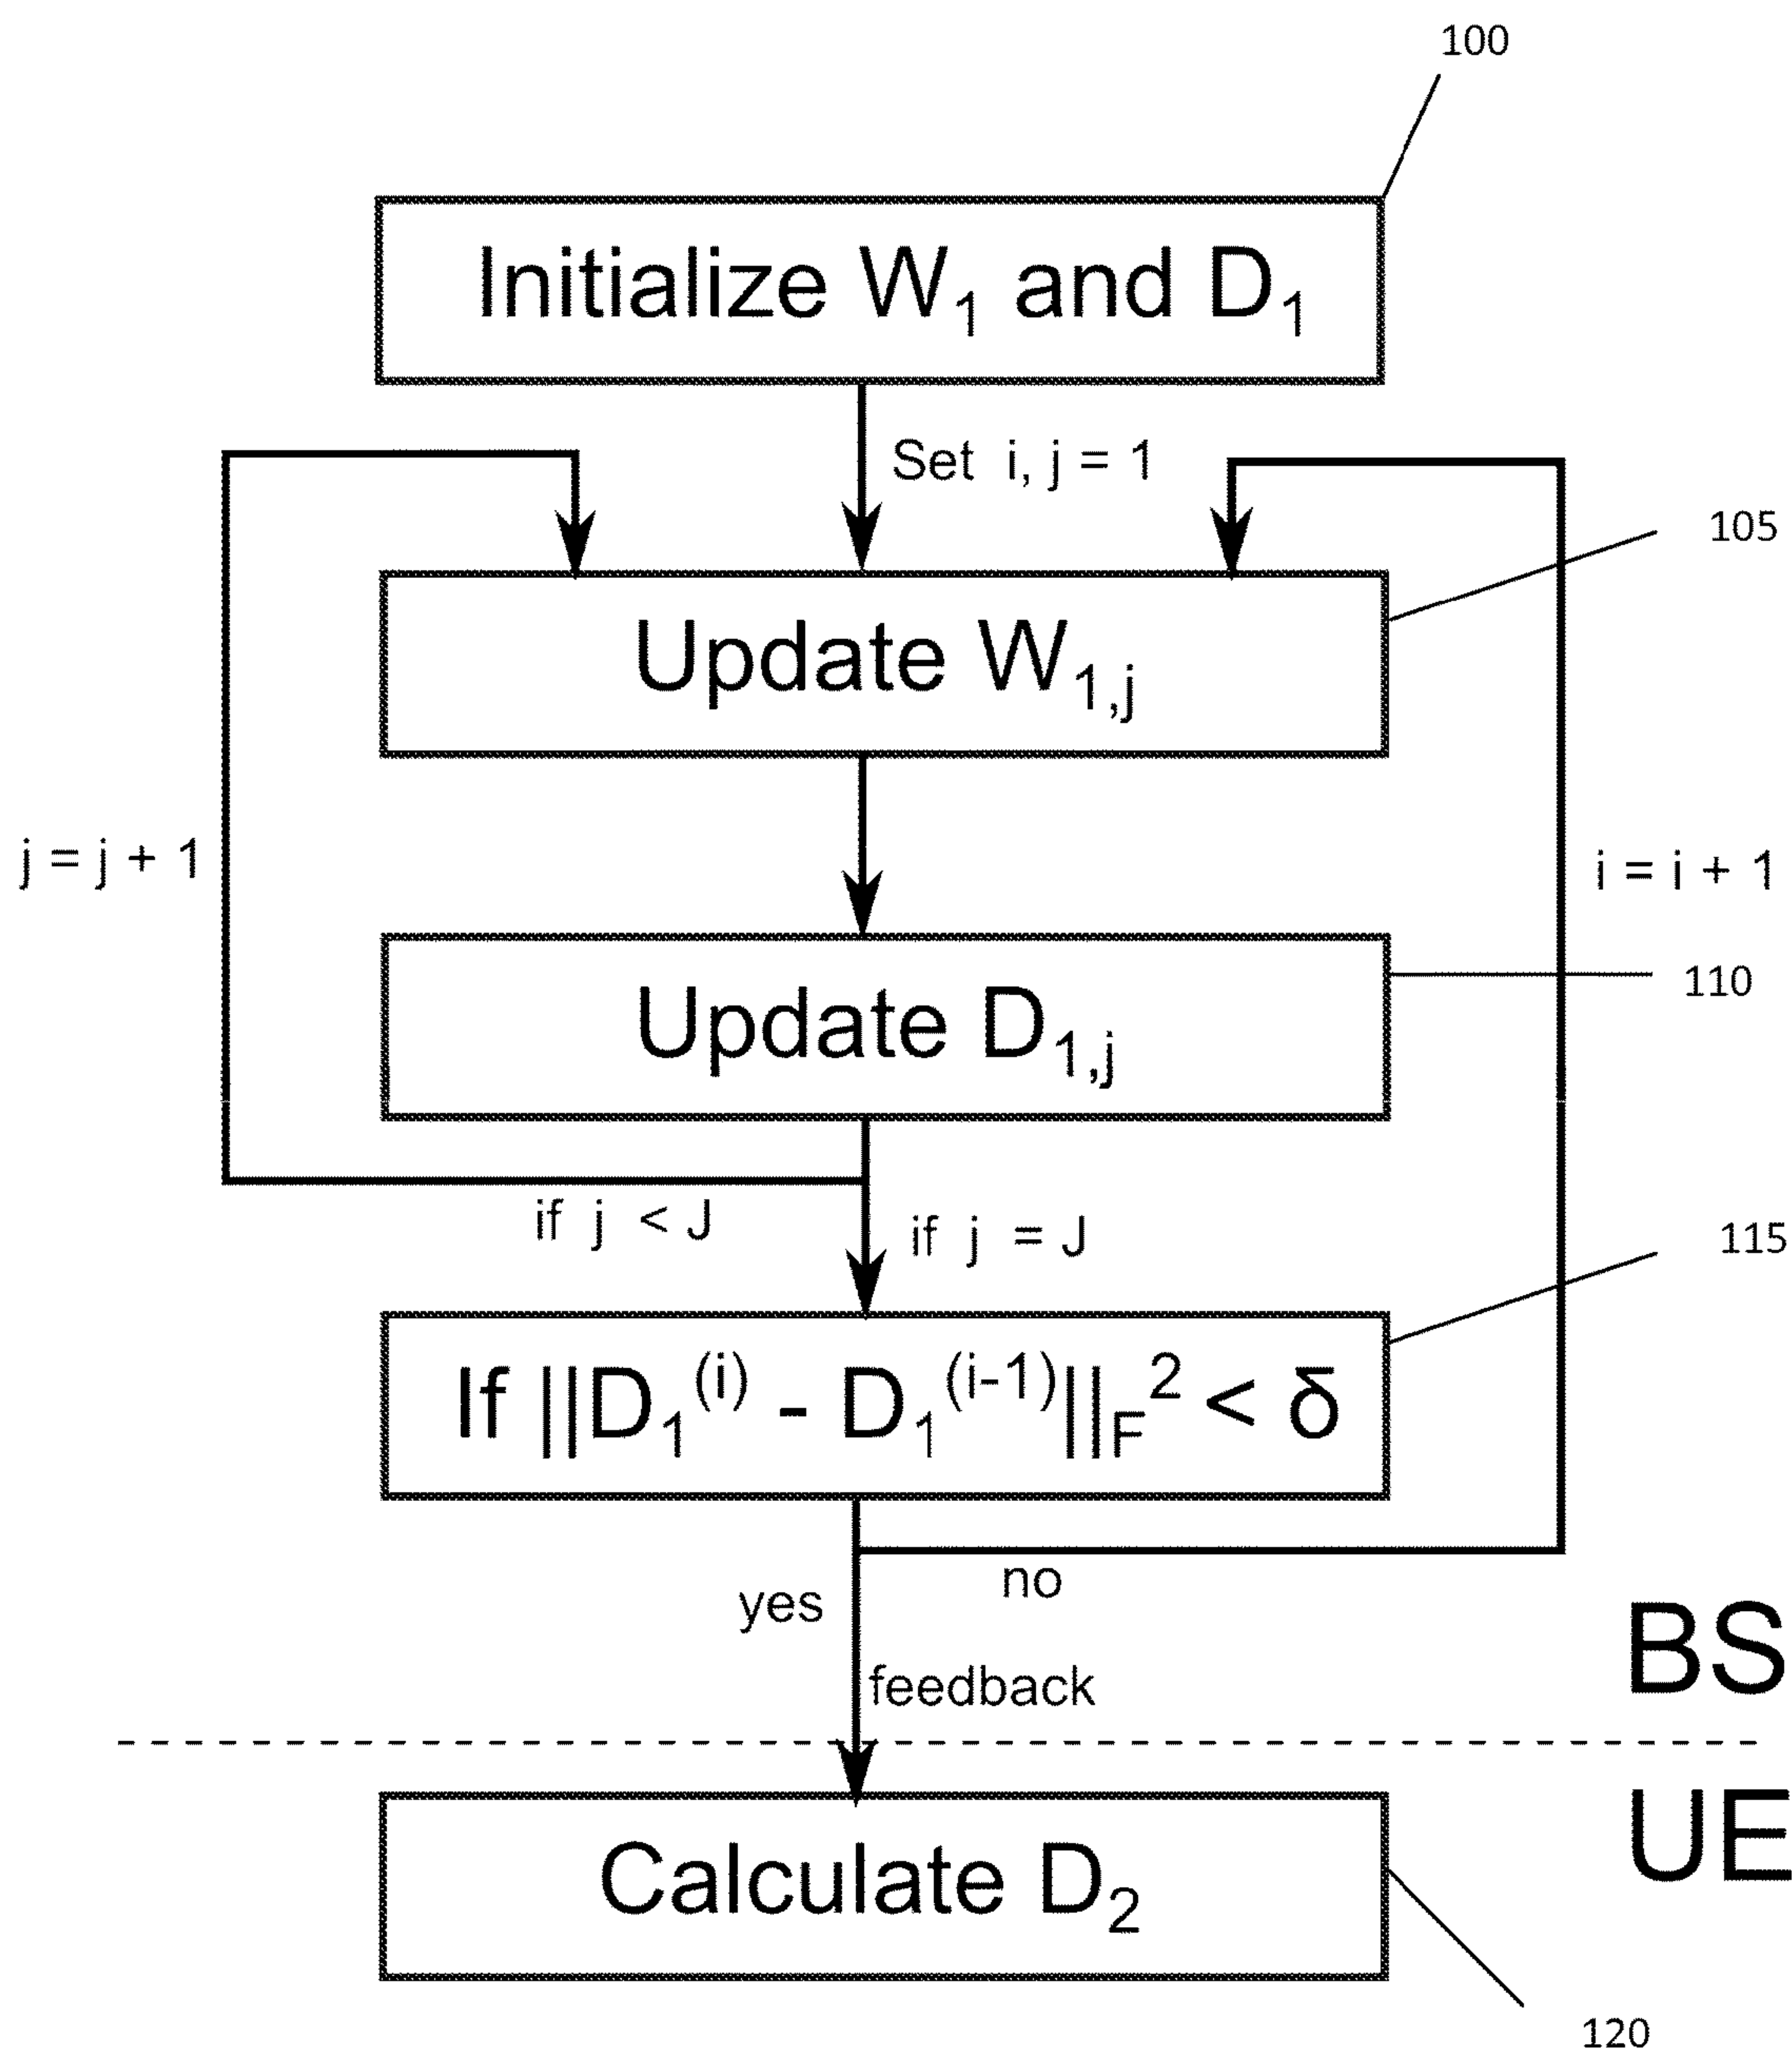 100
Initialize W₁ and D₁
Set i, j = 1
105
Update W₁,ⱼ
j = j + 1
i = i + 1
110
Update D₁,ⱼ
if j < J
if j = J
115
If ||D₁⁽ⁱ⁾ - D₁⁽ⁱ⁻¹⁾||F² < δ
no
yes
BS
feedback
UE
Calculate D₂
120